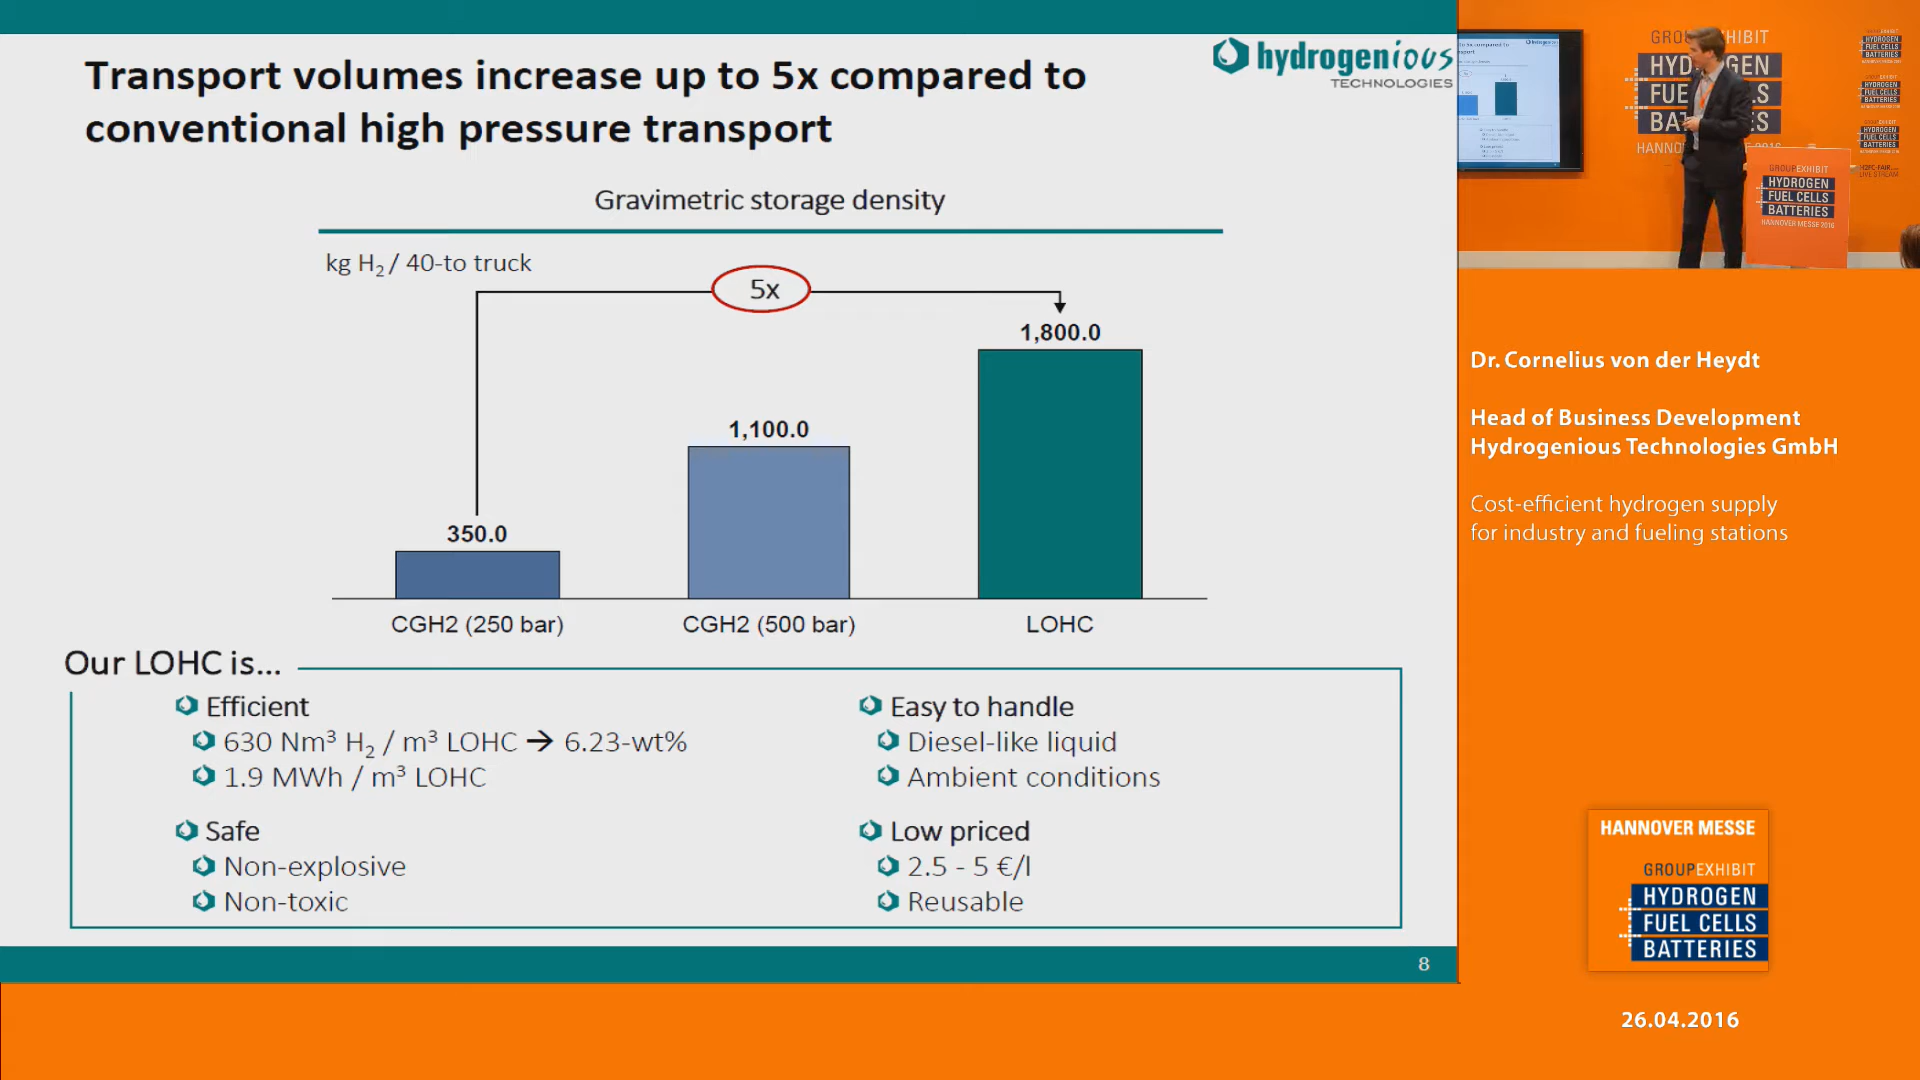 Transport volumes increase up to 5x compared to
conventional high pressure transport
hydrogenious
TECHNOLOGIES
Gravimetric storage density
kg H₂ / 40-to truck
5x
1,800.0
1,100.0
350.0
CGH2 (250 bar)
CGH2 (500 bar)
LOHC
Our LOHC is...
Efficient
630 Nm³ H₂ / m³ LOHC → 6.23-wt%
1.9 MWh / m³ LOHC
Safe
Non-explosive
Non-toxic
Easy to handle
Diesel-like liquid
Ambient conditions
Low priced
2.5 - 5 €/l
Reusable
8
GROUPEXHIBIT
HYDROGEN
FUEL CELLS
BATTERIES
HANNOVER MESSE 2016
Dr. Cornelius von der Heydt
Head of Business Development
Hydrogenious Technologies GmbH
Cost-efficient hydrogen supply
for industry and fueling stations
HANNOVER MESSE
GROUPEXHIBIT
HYDROGEN
FUEL CELLS
BATTERIES
26.04.2016